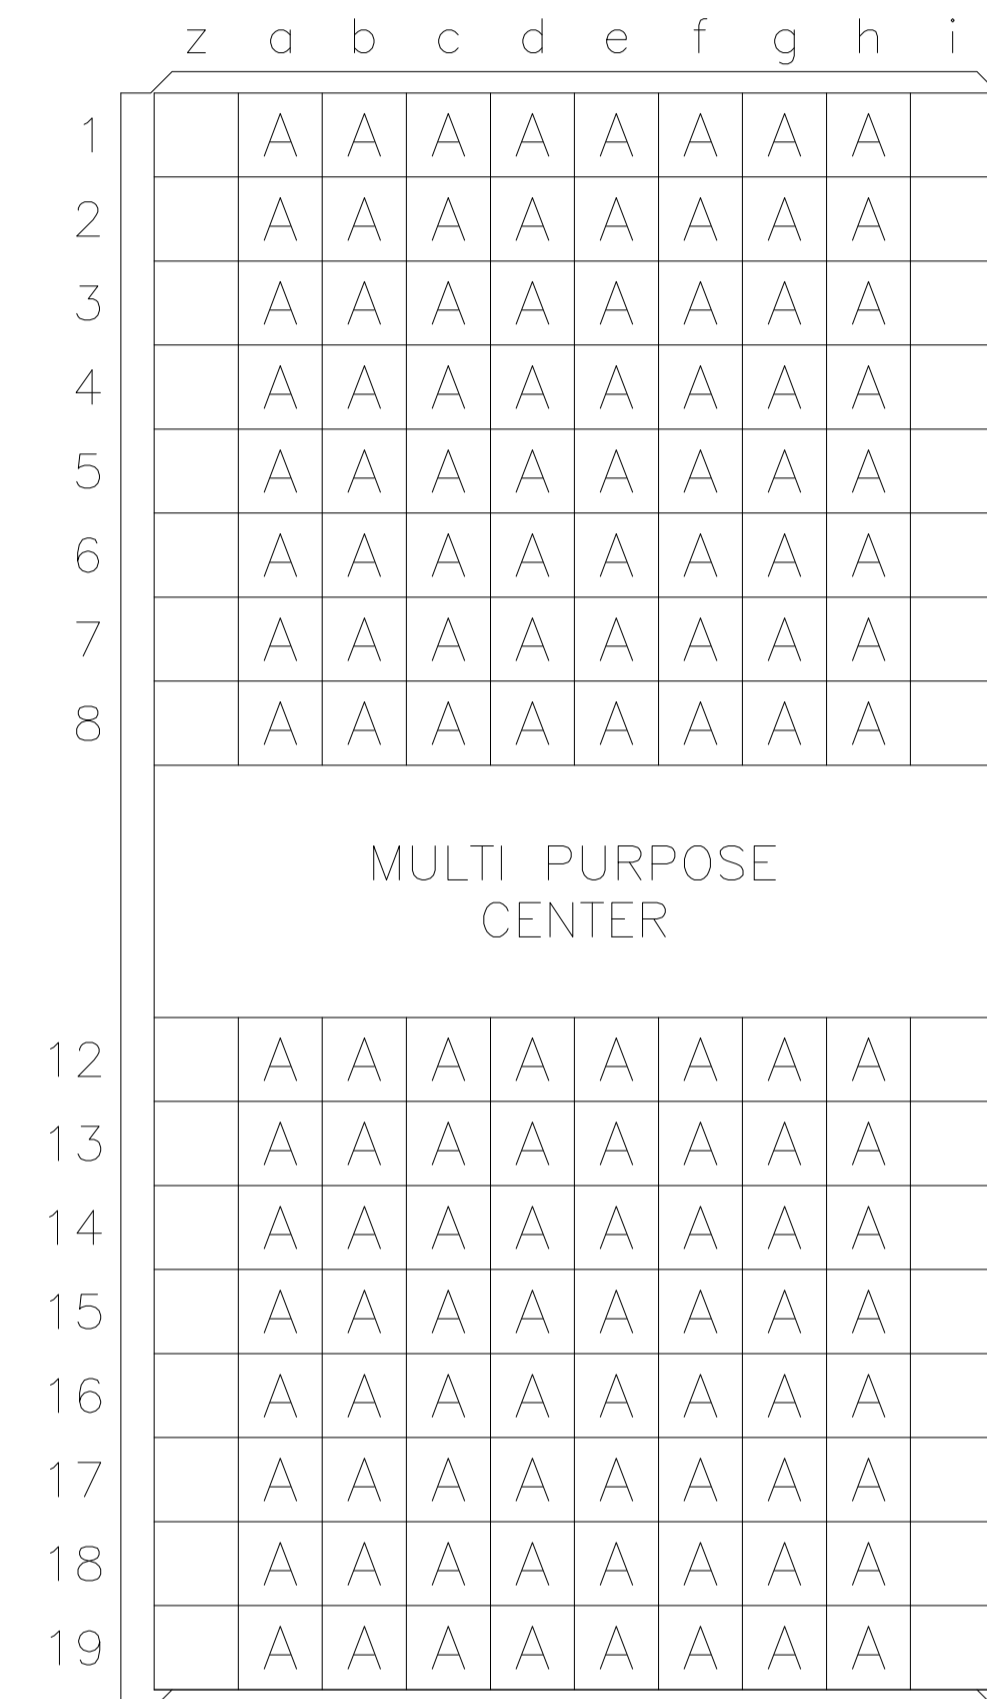 z a b c d e f g h i
1 A A A A A A A A
2 A A A A A A A A
3 A A A A A A A A
4 A A A A A A A A
5 A A A A A A A A
6 A A A A A A A A
7 A A A A A A A A
8 A A A A A A A A
MULTI PURPOSE
CENTER
12 A A A A A A A A
13 A A A A A A A A
14 A A A A A A A A
15 A A A A A A A A
16 A A A A A A A A
17 A A A A A A A A
18 A A A A A A A A
19 A A A A A A A A